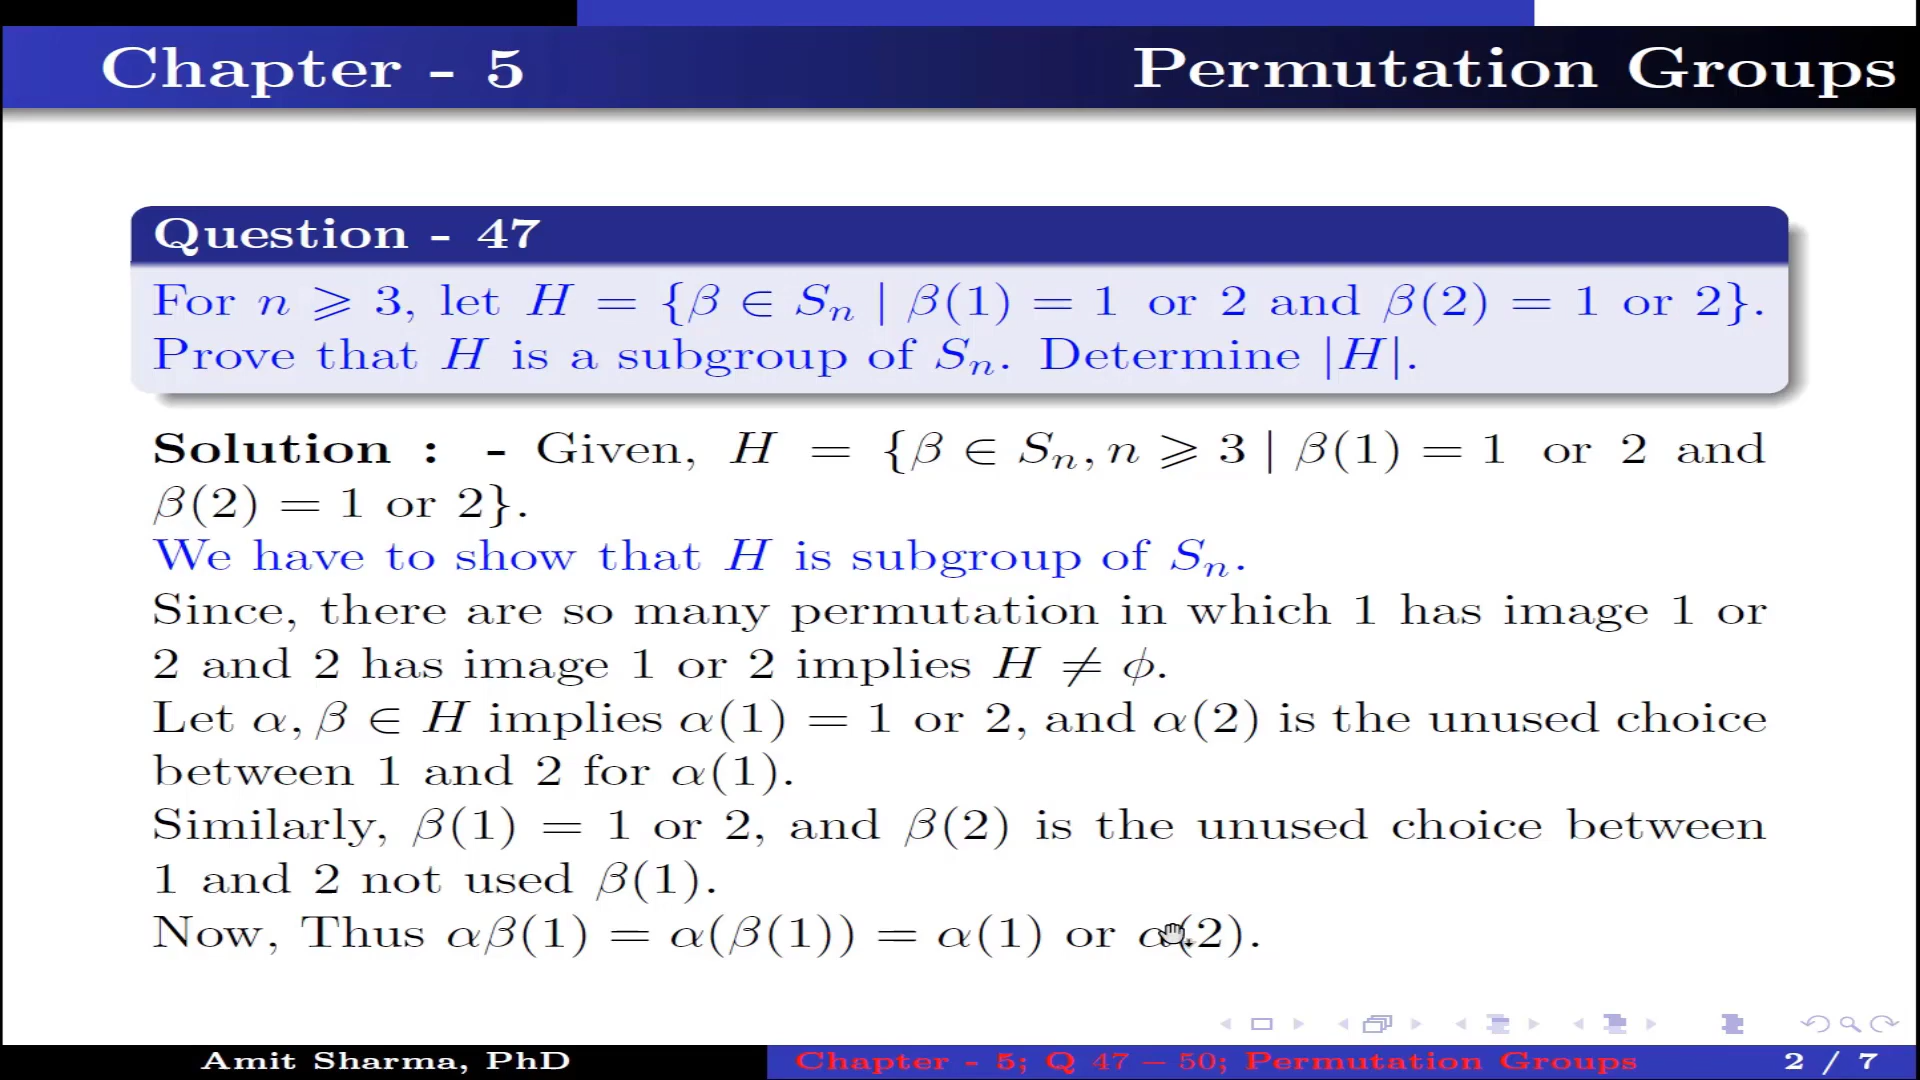 Chapter - 5 Permutation Groups
Question - 47
For n ⩾ 3, let H = {β ∈ Sₙ | β(1) = 1 or 2 and β(2) = 1 or 2}.
Prove that H is a subgroup of Sₙ. Determine |H|.
Solution : - Given, H = {β ∈ Sₙ, n ⩾ 3 | β(1) = 1 or 2 and
β(2) = 1 or 2}.
We have to show that H is subgroup of Sₙ.
Since, there are so many permutation in which 1 has image 1 or
2 and 2 has image 1 or 2 implies H ≠ ϕ.
Let α, β ∈ H implies α(1) = 1 or 2, and α(2) is the unused choice
between 1 and 2 for α(1).
Similarly, β(1) = 1 or 2, and β(2) is the unused choice between
1 and 2 not used β(1).
Now, Thus αβ(1) = α(β(1)) = α(1) or α(2).
Amit Sharma, PhD Chapter - 5; Q 47 – 50; Permutation Groups 2 / 7